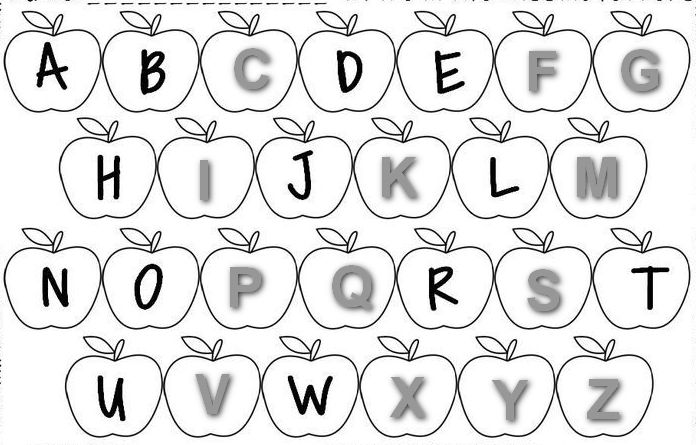 A B C D E F G
H I J K L M
N O P Q R S T
U V W X Y Z